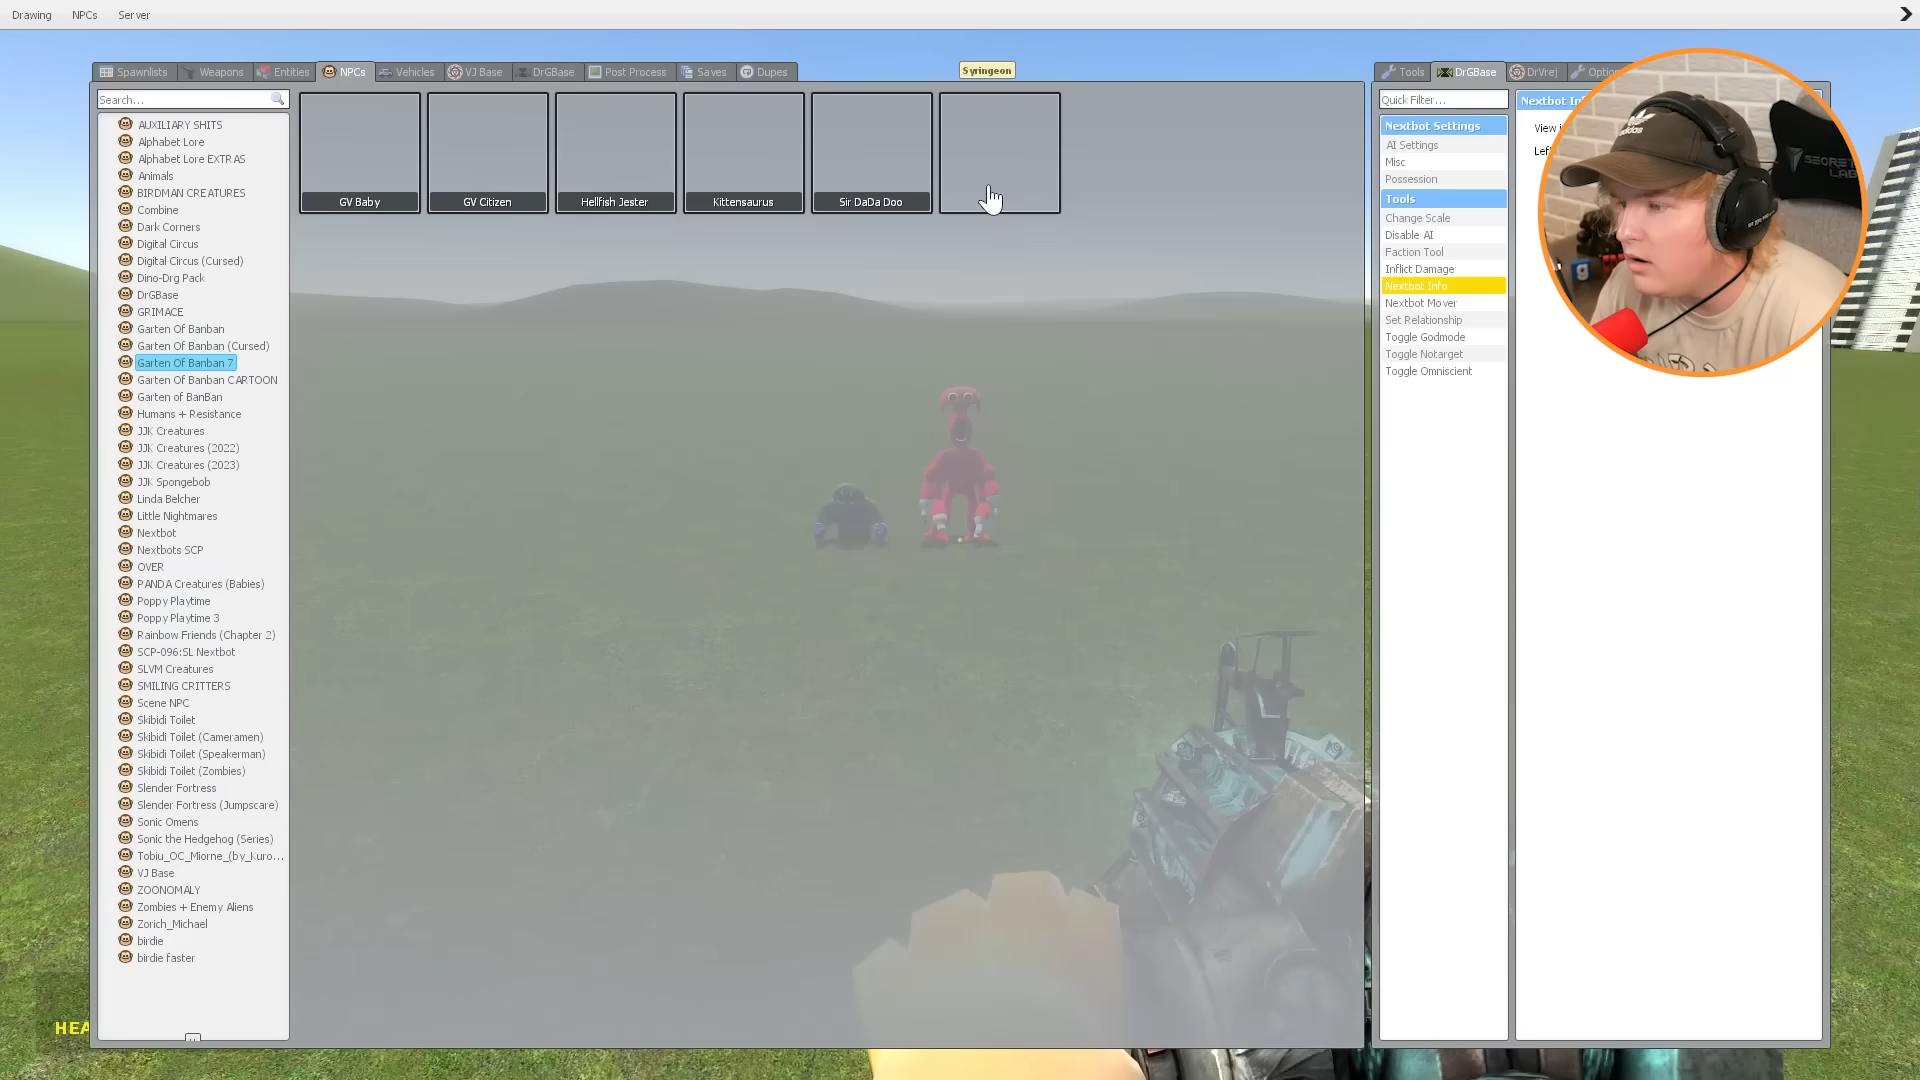 Drawing NPCs Server
Spawnlists Weapons Entities NPCs Vehicles VJ Base DrGBase Post Process Saves Dupes
Syringeon
Tools DrGBase DrVrej
Search...
AUXILIARY SHITS
Alphabet Lore
Alphabet Lore EXTRAS
Animals
BIRDMAN CREATURES
Combine
Dark Corners
Digital Circus
Digital Circus (Cursed)
Dino-Drg Pack
DrGBase
GRIMACE
Garten Of Banban
Garten Of Banban (Cursed)
Garten Of Banban 7
Garten Of Banban CARTOON
Garten of BanBan
Humans + Resistance
JJK Creatures
JJK Creatures (2022)
JJK Creatures (2023)
JJK Spongebob
Linda Belcher
Little Nightmares
Nextbot
Nextbots SCP
OVER
PANDA Creatures (Babies)
Poppy Playtime
Poppy Playtime 3
Rainbow Friends (Chapter 2)
SCP-096:SL Nextbot
SLVM Creatures
SMILING CRITTERS
Scene NPC
Skibidi Toilet
Skibidi Toilet (Cameramen)
Skibidi Toilet (Speakerman)
Skibidi Toilet (Zombies)
Slender Fortress
Slender Fortress (Jumpscare)
Sonic Omens
Sonic the Hedgehog (Series)
Tobiu_OC_Miorne_(by_Kuro...
VJ Base
ZOONOMALY
Zombies + Enemy Aliens
Zorich_Michael
birdie
birdie faster
GV Baby
GV Citizen
Hellfish Jester
Kittensaurus
Sir DaDa Doo
Quick Filter...
Nextbot Settings
AI Settings
Misc
Possession
Tools
Change Scale
Disable AI
Faction Tool
Inflict Damage
Nextbot Info
Nextbot Mover
Set Relationship
Toggle Godmode
Toggle Notarget
Toggle Omniscient
Nextbot
View
adidas
SECRET
LAB
HEA